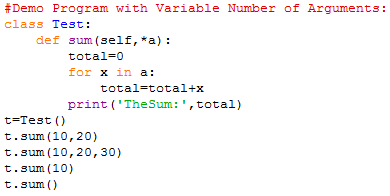 #Demo Program with Variable Number of Arguments:
class Test:
    def sum(self,*a):
        total=0
        for x in a:
            total=total+x
        print('TheSum:',total)
t=Test()
t.sum(10,20)
t.sum(10,20,30)
t.sum(10)
t.sum()